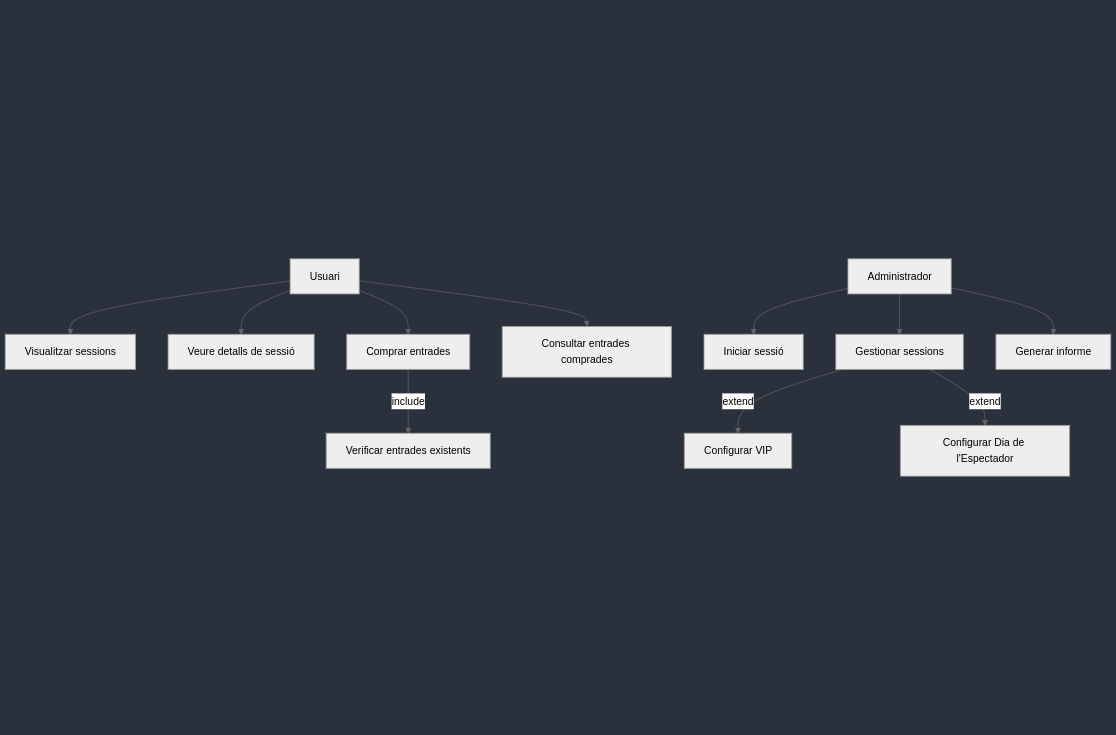 Usuari
Administrador
Visualitzar sessions
Veure detalls de sessió
Comprar entrades
Consultar entrades
comprades
Iniciar sessió
Gestionar sessions
Generar informe
include
extend
extend
Verificar entrades existents
Configurar VIP
Configurar Dia de
l'Espectador